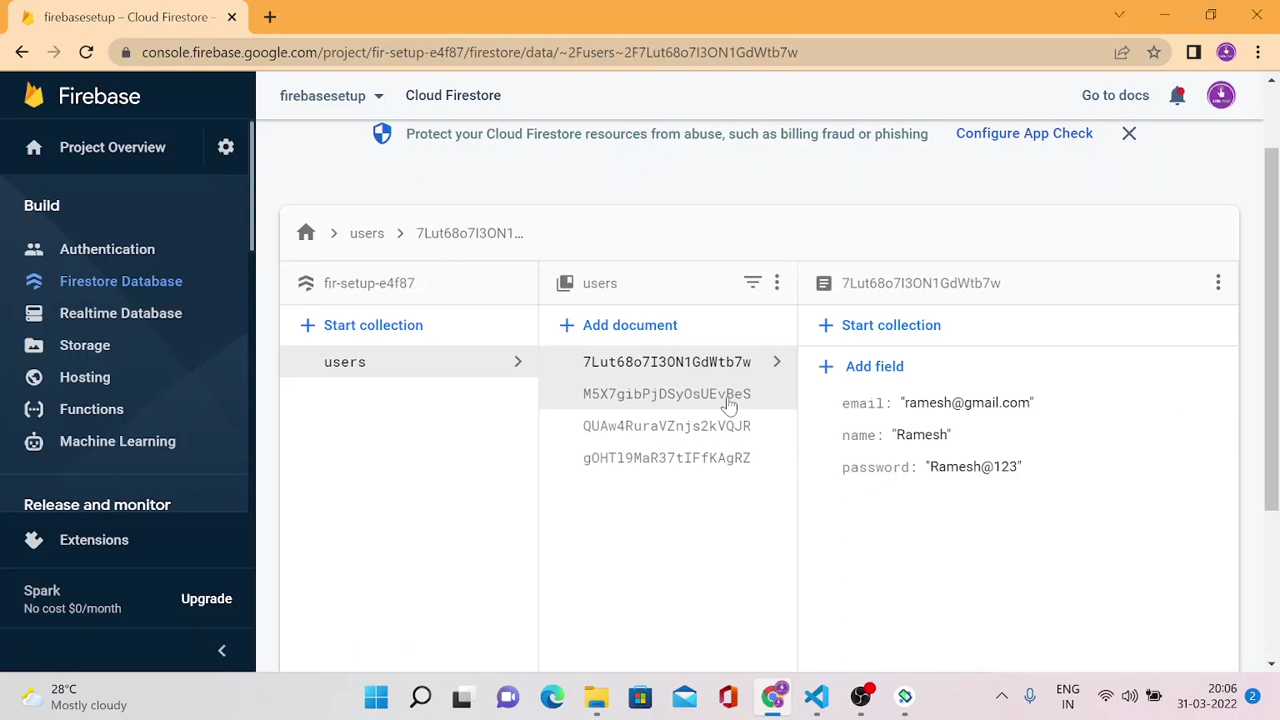 firebasesetup – Cloud Firestore –
console.firebase.google.com/project/fir-setup-e4f87/firestore/data/~2Fusers~2F7Lut68o7I3ON1GdWtb7w
Firebase
firebasesetup
Cloud Firestore
Go to docs
Protect your Cloud Firestore resources from abuse, such as billing fraud or phishing
Configure App Check
Project Overview
Build
Authentication
Firestore Database
Realtime Database
Storage
Hosting
Functions
Machine Learning
Release and monitor
Extensions
Spark
No cost $0/month
Upgrade
users
7Lut68o7I3ON1...
fir-setup-e4f87
Start collection
users
users
Add document
7Lut68o7I3ON1GdWtb7w
M5X7gibPjDSyOsUEvBeS
QUAw4RuraVZnjs2kVQJR
gOHTl9MaR37tIFfKAgRZ
7Lut68o7I3ON1GdWtb7w
Start collection
Add field
email: "ramesh@gmail.com"
name: "Ramesh"
password: "Ramesh@123"
28°C
Mostly cloudy
ENG
IN
20:06
31-03-2022
2